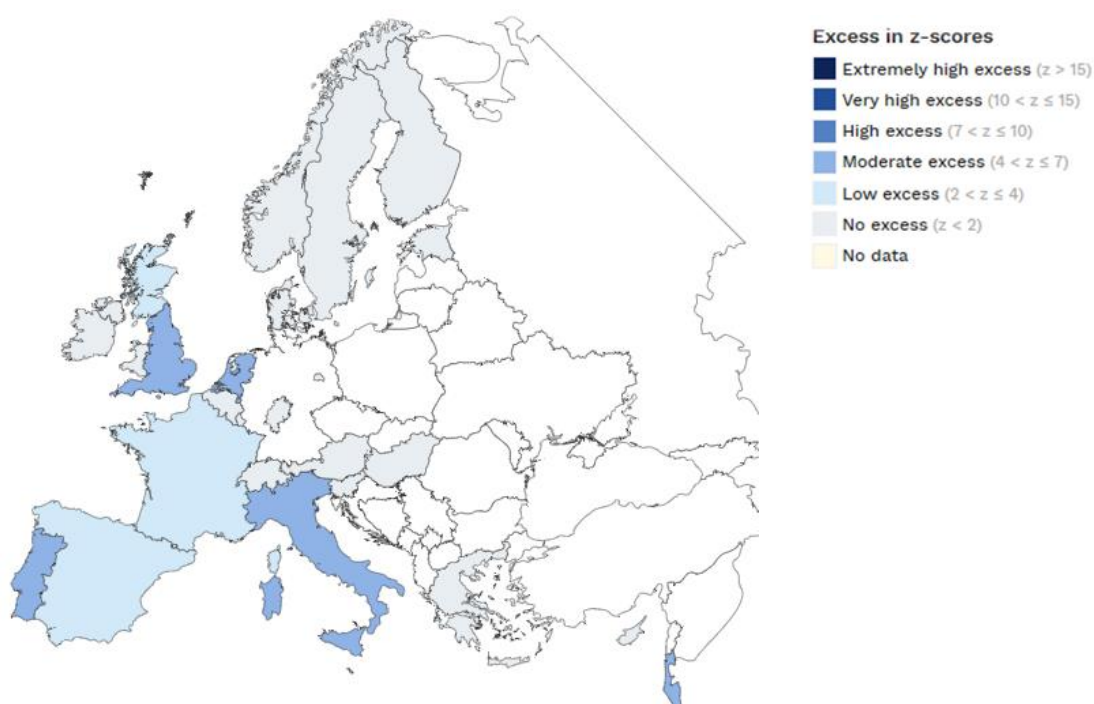 Excess in z-scores
Extremely high excess (z > 15)
Very high excess (10 < z ≤ 15)
High excess (7 < z ≤ 10)
Moderate excess (4 < z ≤ 7)
Low excess (2 < z ≤ 4)
No excess (z < 2)
No data